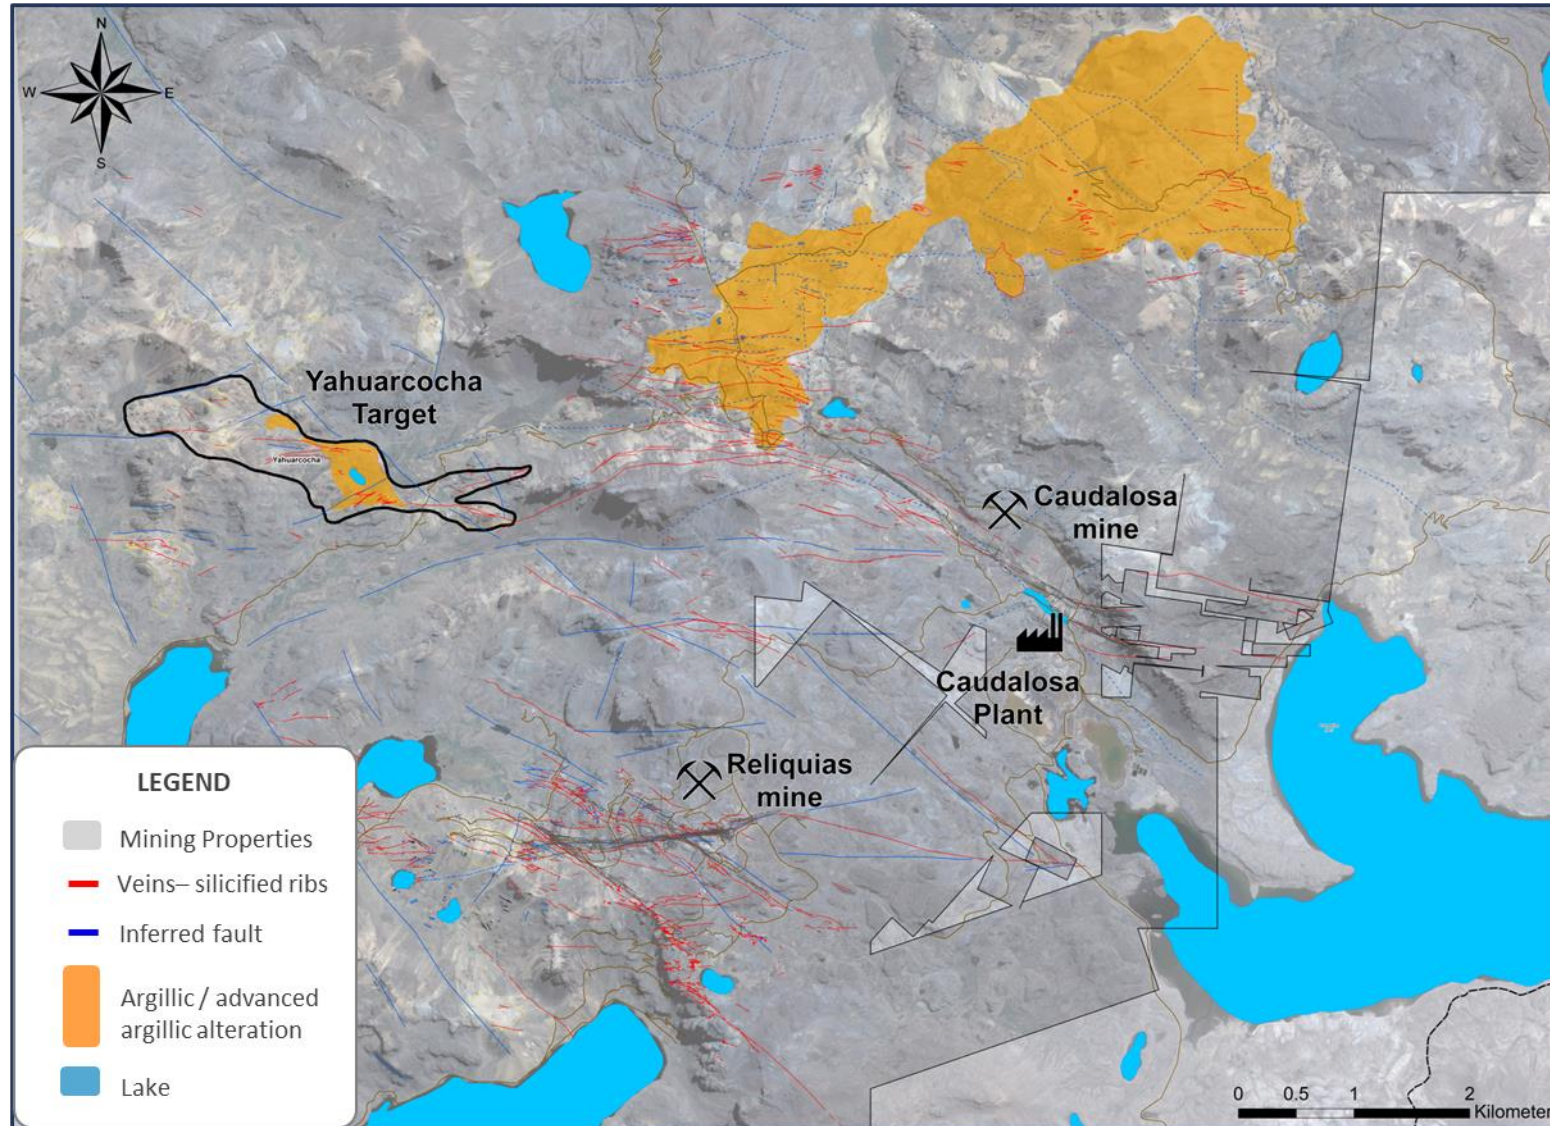 N
W
E
S
Yahuarcocha
Target
Yahuarcocha
Caudalosa
mine
Caudalosa
Plant
Reliquias
mine
LEGEND
Mining Properties
Veins– silicified ribs
Inferred fault
Argillic / advanced
argillic alteration
Lake
0 0.5 1 2
Kilometer